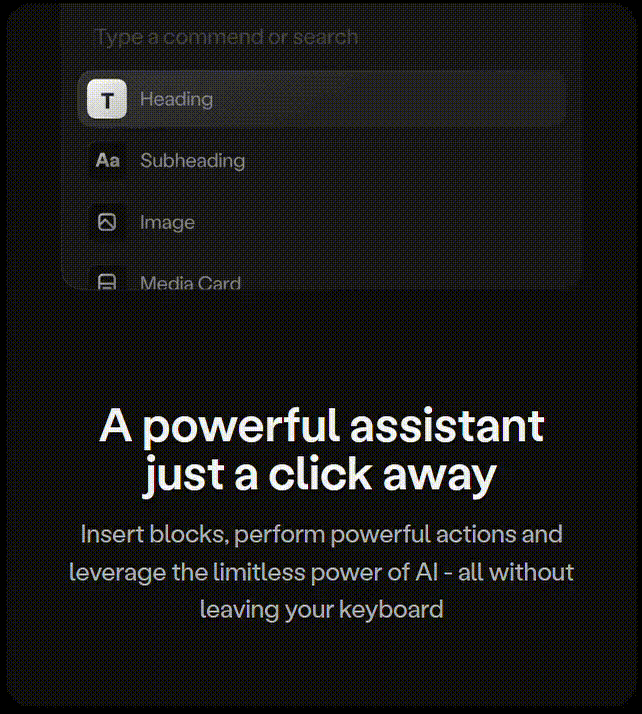 Type a commend or search
T Heading
Aa Subheading
Image
Media Card
A powerful assistant
just a click away
Insert blocks, perform powerful actions and
leverage the limitless power of AI - all without
leaving your keyboard